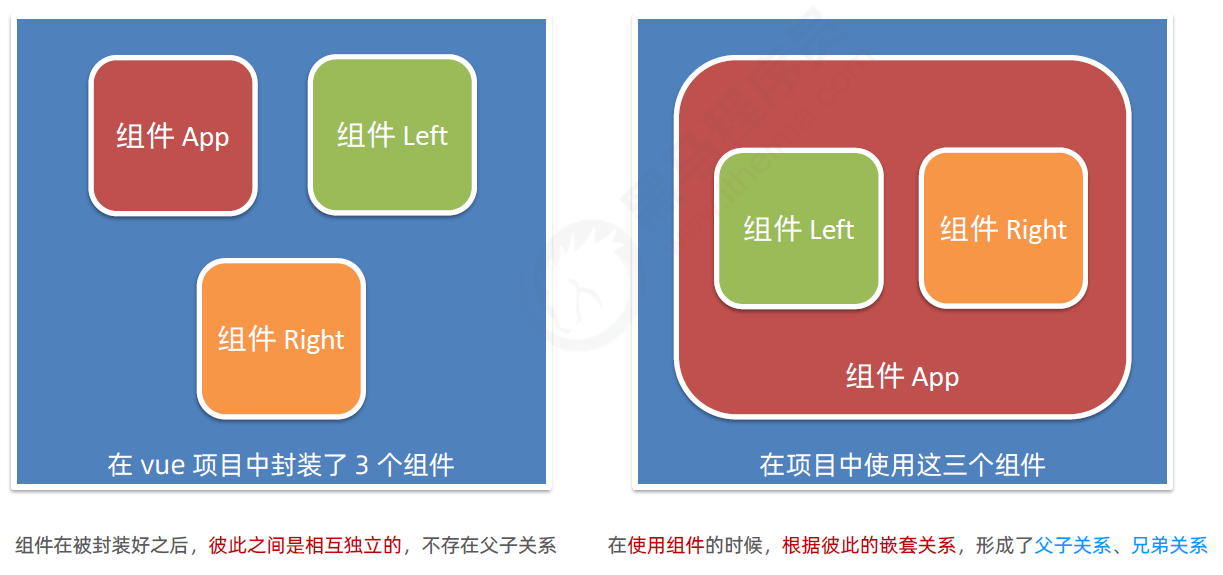 组件 App
组件 Left
组件 Right
在 vue 项目中封装了 3 个组件
组件 Left
组件 Right
组件 App
在项目中使用这三个组件
组件在被封装好之后，彼此之间是相互独立的，不存在父子关系
在使用组件的时候，根据彼此的嵌套关系，形成了父子关系、兄弟关系